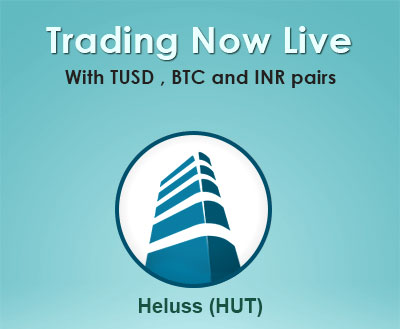 Trading Now Live
With TUSD , BTC and INR pairs
Heluss (HUT)